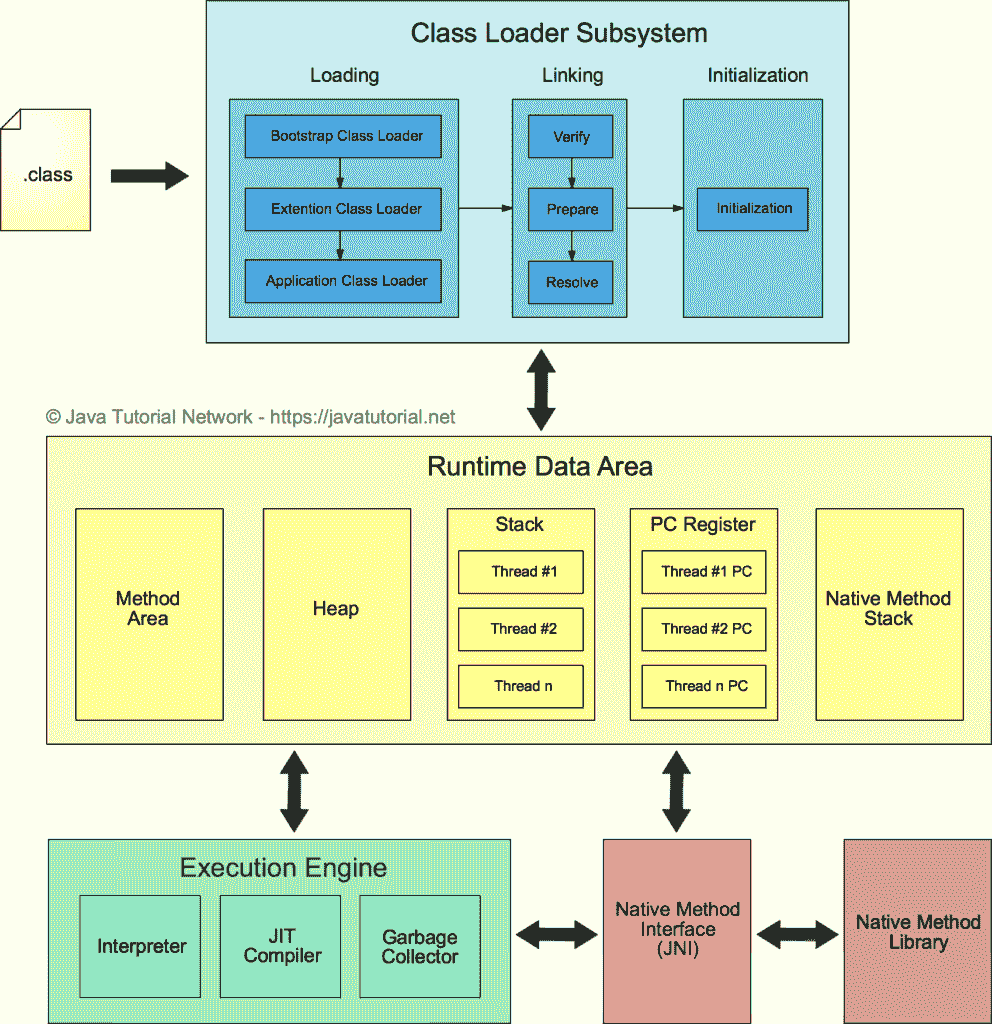 Class Loader Subsystem
Loading
Linking
Initialization
.class
Bootstrap Class Loader
Extention Class Loader
Application Class Loader
Verify
Prepare
Resolve
Initialization
© Java Tutorial Network - https://javatutorial.net
Runtime Data Area
Method
Area
Heap
Stack
Thread #1
Thread #2
Thread n
PC Register
Thread #1 PC
Thread #2 PC
Thread n PC
Native Method
Stack
Execution Engine
Interpreter
JIT
Compiler
Garbage
Collector
Native Method
Interface
(JNI)
Native Method
Library